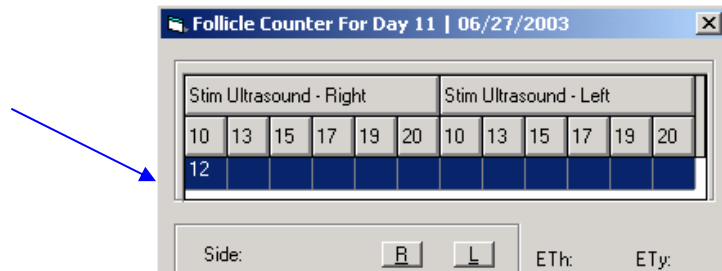 Follicle Counter For Day 11 | 06/27/2003
Stim Ultrasound - Right Stim Ultrasound - Left
10 13 15 17 19 20 10 13 15 17 19 20
12
Side: R L ETh: ETy: